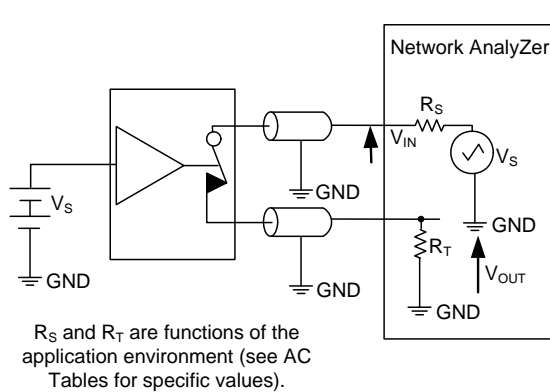 Network AnalyZer
RS
VIN
VS
GND
GND
VS
GND
RT
VOUT
GND
GND
RS and RT are functions of the
application environment (see AC
Tables for specific values).